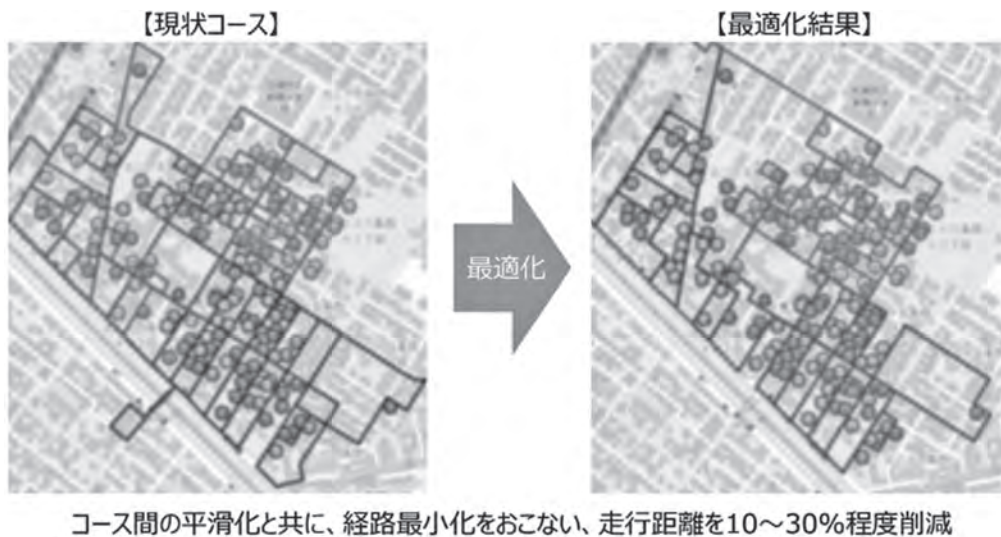 【現状コース】
【最適化結果】
最適化
コース間の平滑化と共に、経路最小化をおこない、走行距離を10～30%程度削減